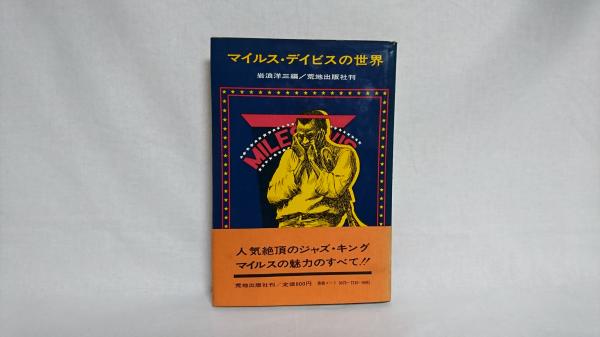 マイルス・デイビスの世界
岩浪洋三編／荒地出版社刊
MILES
人気絶頂のジャズ・キング
マイルスの魅力のすべて!!
荒地出版社刊／定価800円